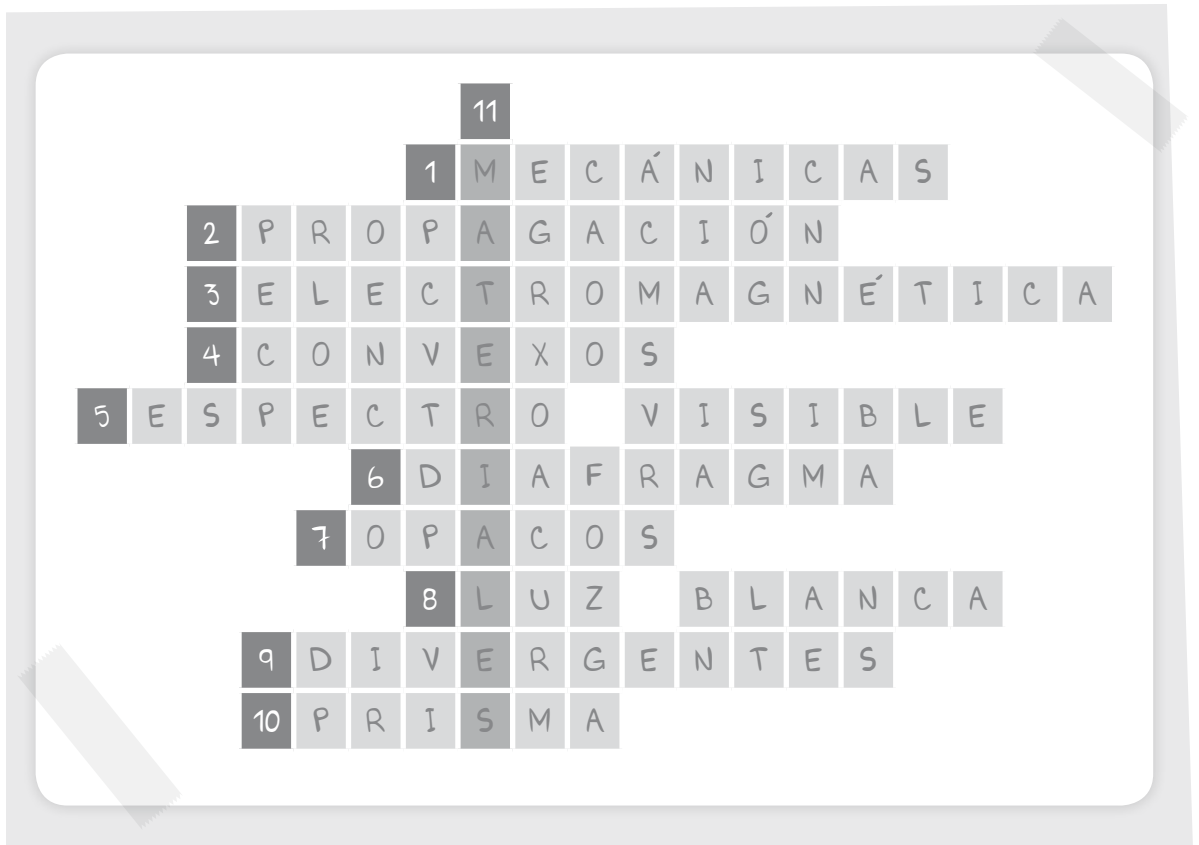 11
1 MECÁNICAS
2 PROPAGACIÓN
3 ELECTROMAGNÉTICA
4 CONVEXOS
5 ESPECTRO VISIBLE
6 DIAFRAGMA
7 OPACOS
8 LUZ BLANCA
9 DIVERGENTES
10 PRISMA